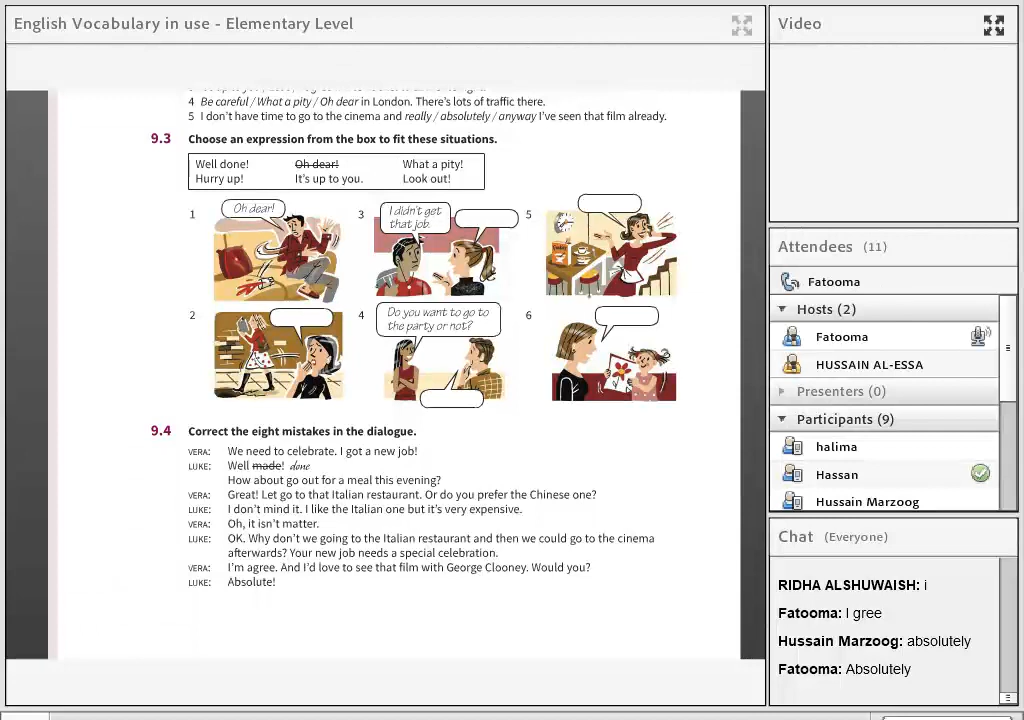 English Vocabulary in use - Elementary Level
4 Be careful / What a pity / Oh dear in London. There's lots of traffic there.
5 I don't have time to go to the cinema and really / absolutely / anyway I've seen that film already.
9.3 Choose an expression from the box to fit these situations.
Well done! Oh dear! What a pity!
Hurry up! It's up to you. Look out!
1 Oh dear!
3 I didn't get
that job.
5
2
4 Do you want to go to
the party or not?
6
9.4 Correct the eight mistakes in the dialogue.
VERA: We need to celebrate. I got a new job!
LUKE: Well made! done
How about go out for a meal this evening?
VERA: Great! Let go to that Italian restaurant. Or do you prefer the Chinese one?
LUKE: I don't mind it. I like the Italian one but it's very expensive.
VERA: Oh, it isn't matter.
LUKE: OK. Why don't we going to the Italian restaurant and then we could go to the cinema
afterwards? Your new job needs a special celebration.
VERA: I'm agree. And I'd love to see that film with George Clooney. Would you?
LUKE: Absolute!
Video
Attendees (11)
Fatooma
Hosts (2)
Fatooma
HUSSAIN AL-ESSA
Presenters (0)
Participants (9)
halima
Hassan
Hussain Marzoog
Chat (Everyone)
RIDHA ALSHUWAISH: i
Fatooma: I gree
Hussain Marzoog: absolutely
Fatooma: Absolutely